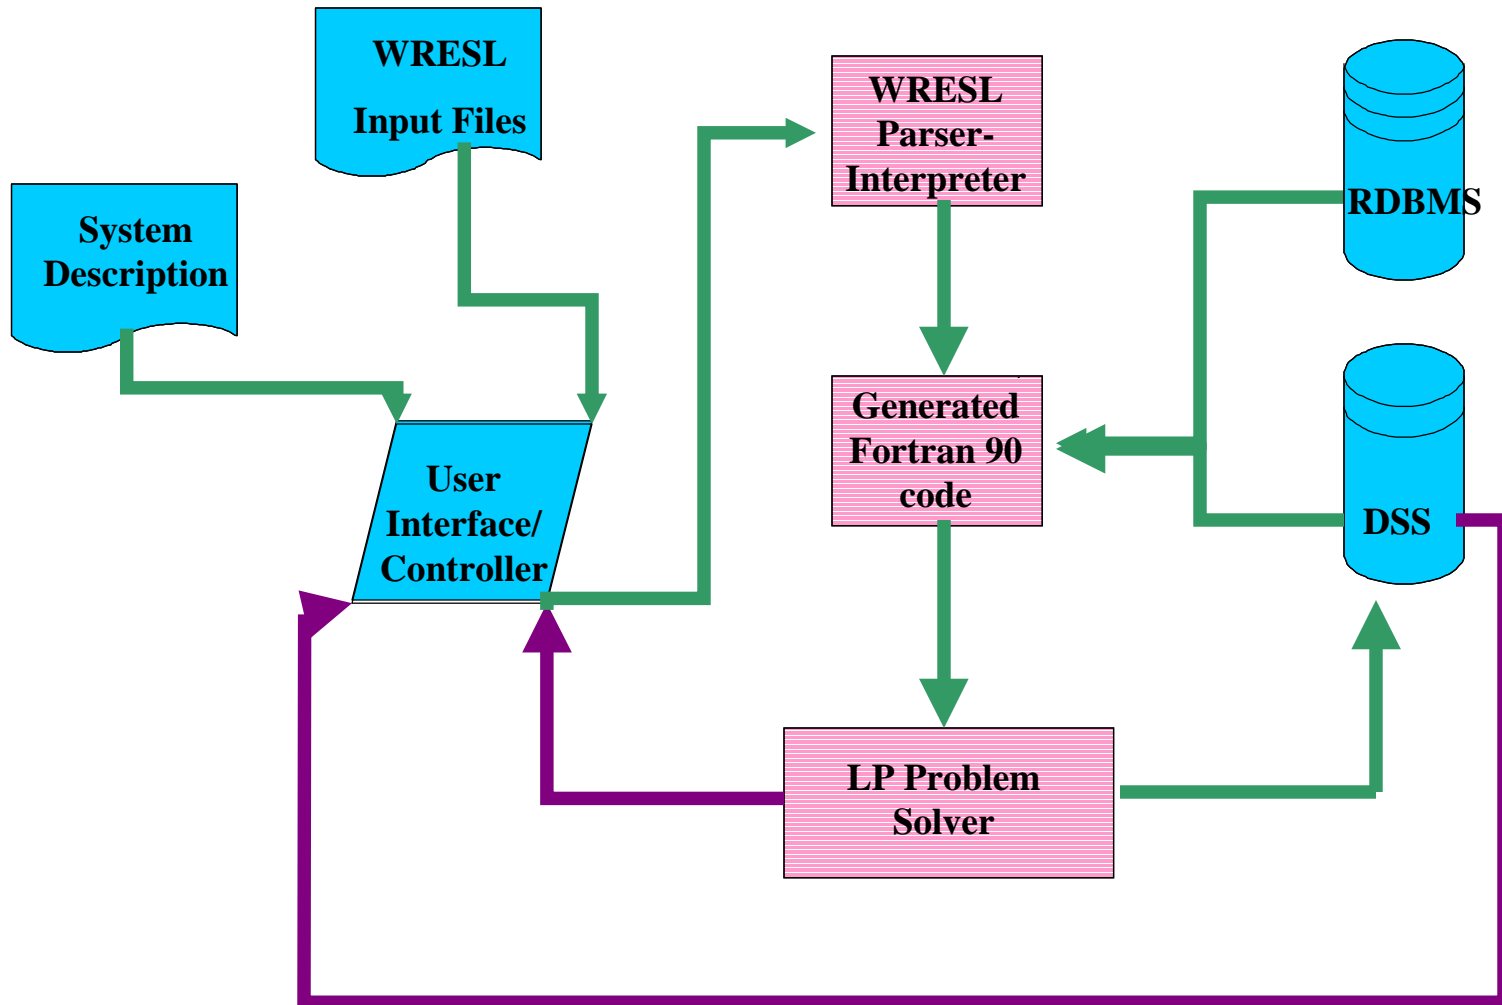 WRESL
Input Files
System
Description
User
Interface/
Controller
WRESL
Parser-
Interpreter
Generated
Fortran 90
code
LP Problem
Solver
RDBMS
DSS